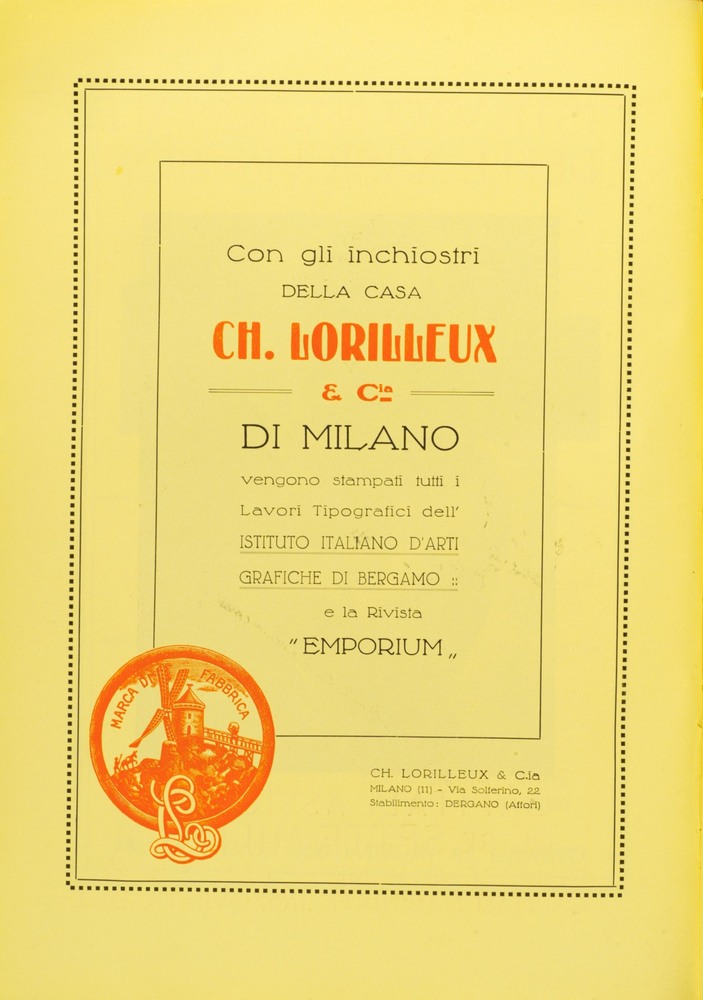 Con gli inchiostri
DELLA CASA
CH. LORILLEUX
& Cia
DI MILANO
vengono stampati tutti i
Lavori Tipografici dell'
ISTITUTO ITALIANO D'ARTI
GRAFICHE DI BERGAMO ::
e la Rivista
"EMPORIUM„
MARCA DI FABBRICA
CH. LORILLEUX & C.ia
MILANO (11) - Via Solferino, 22
Stabilimento: DERGANO (Affori)